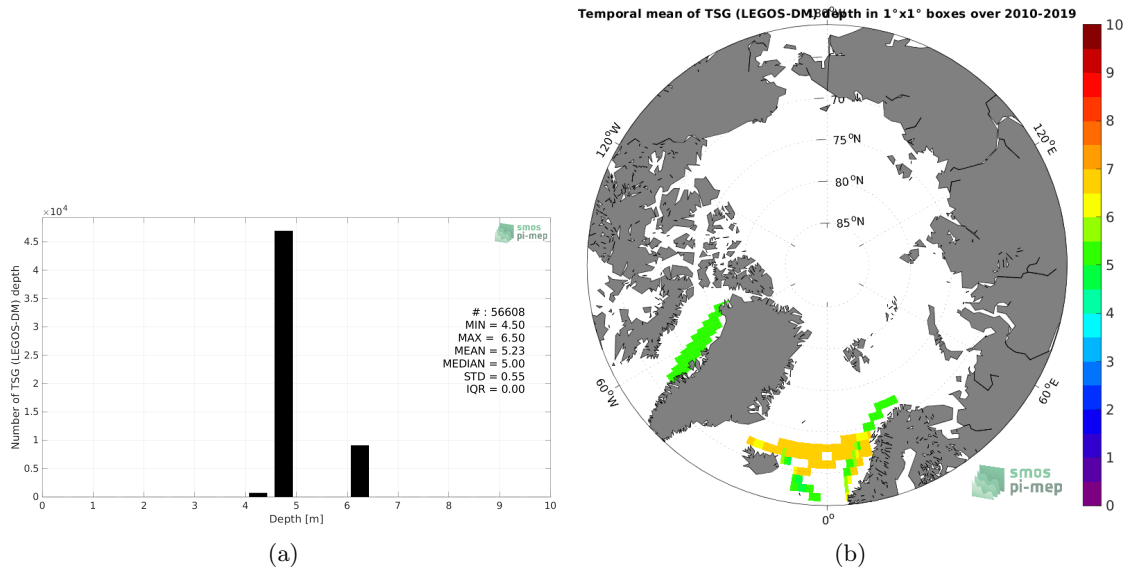 ×10⁴
4.5
4
3.5
3
2.5
2
1.5
1
0.5
0
Number of TSG (LEGOS-DM) depth
0 1 2 3 4 5 6 7 8 9 10
Depth [m]
smos
pi-mep
# : 56608
MIN = 4.50
MAX = 6.50
MEAN = 5.23
MEDIAN = 5.00
STD = 0.55
IQR = 0.00
(a)
Temporal mean of TSG (LEGOS-DM) depth in 1°x1° boxes over 2010-2019
180°W
120°W
120°E
60°W
60°E
0°
70
75°N
80°N
85°N
10
9
8
7
6
5
4
3
2
1
0
smos
pi-mep
(b)